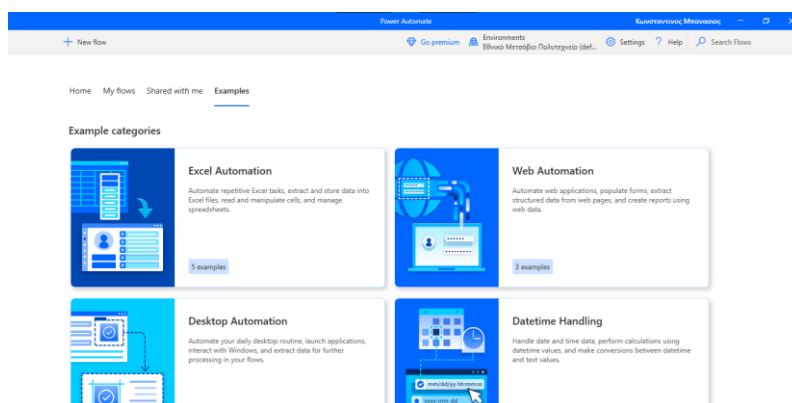 Power Automate
Κωνσταντινος Μπανασιος
New flow
Go premium
Environments
Εθνικό Μετσόβιο Πολυτεχνείο (def...
Settings
Help
Search Flows
Home My flows Shared with me Examples
Example categories
Excel Automation
Automate repetitive Excel tasks, extract and store data into
Excel files, read and manipulate cells, and manage
spreadsheets.
5 examples
Web Automation
Automate web applications, populate forms, extract
structured data from web pages, and create reports using
web data.
3 examples
Desktop Automation
Automate your daily desktop routine, launch applications,
interact with Windows, and extract data for further
processing in your flows.
Datetime Handling
Handle date and time data, perform calculations using
datetime values, and make conversions between datetime
and text values.
mm/dd/yy hh:mm:ss
yyyy-mm-dd